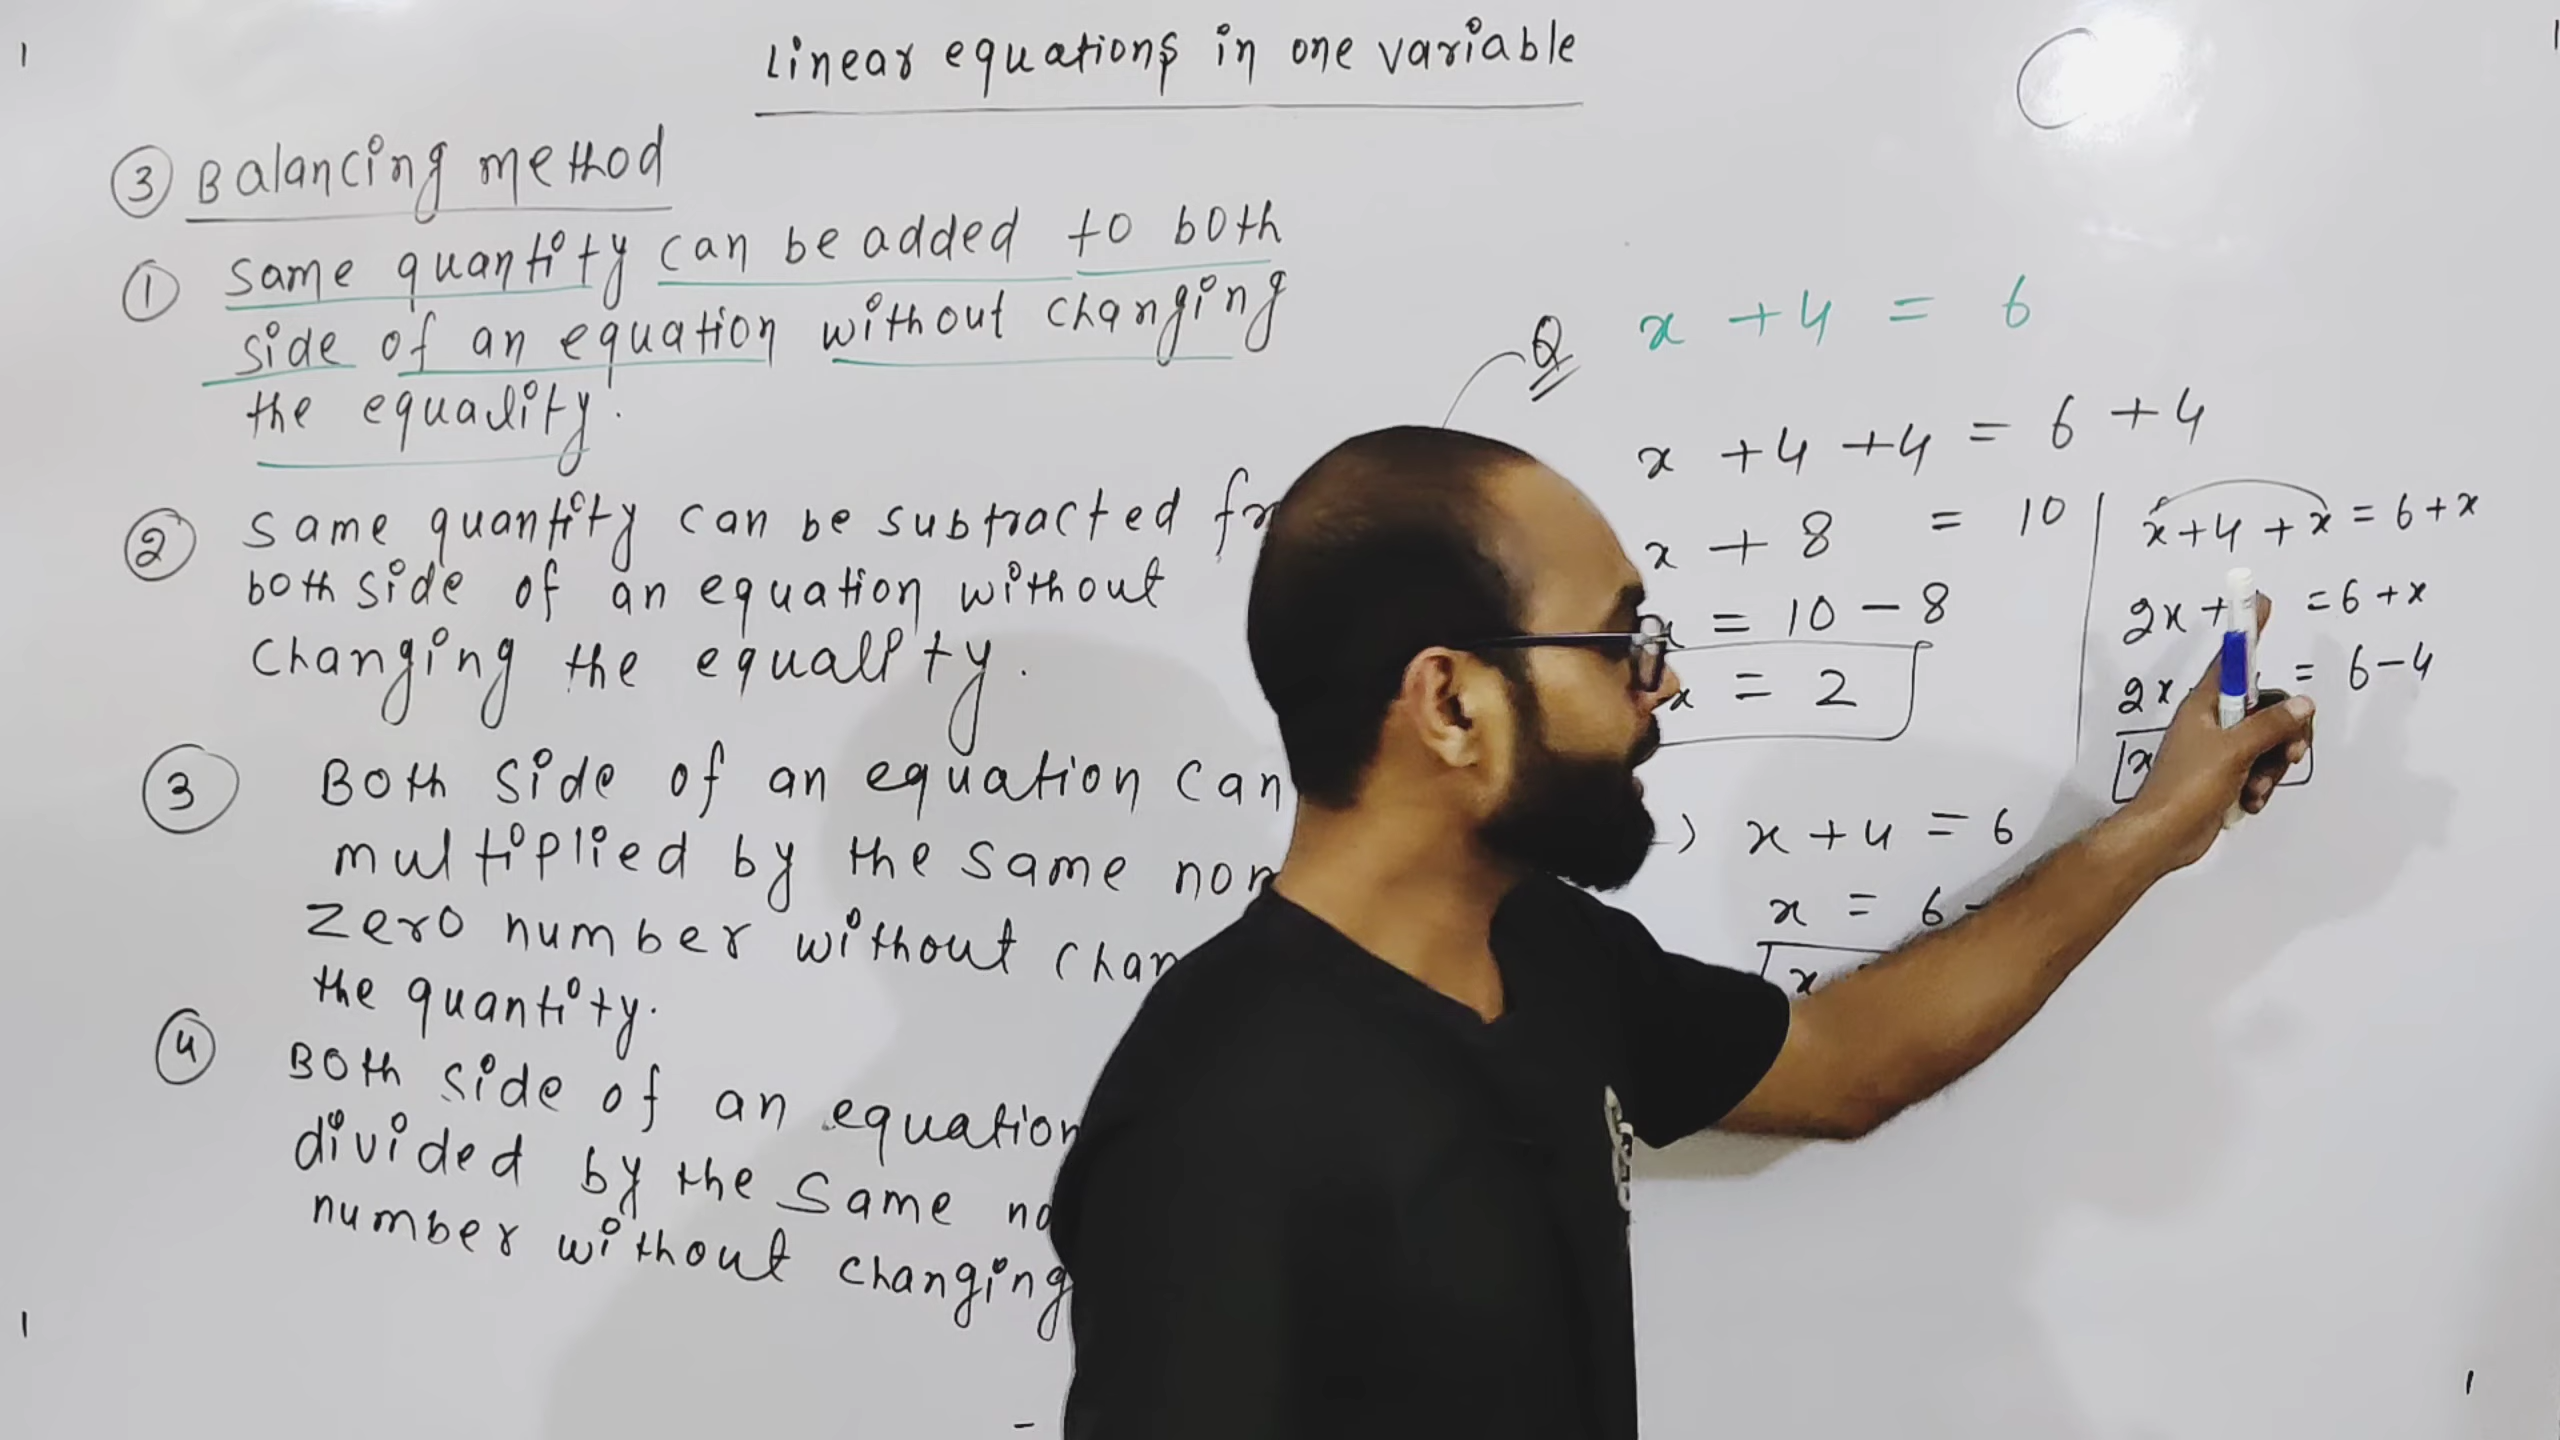 Linear equations in one variable
③ Balancing method
① Same quantity can be added to both
side of an equation without changing
the equality.
② Same quantity can be subtracted
both side of an equation without
changing the equality.
③ Both side of an equation can
multiplied by the same
zero number without
the quantity.
④ Both side of an equation
divided by the same
number without changing
Q x + 4 = 6
x + 4 + 4 = 6 + 4
x + 8 = 10
x = 10 - 8
x = 2
x + 4 + x = 6 + x
2x + = 6 + x
2x = 6 - 4
x
) x + 4 = 6
x = 6 -
x